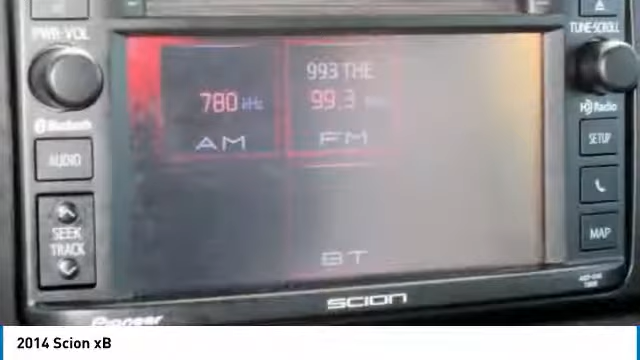 PWR·VOL
TUNE·SCROLL
993 THE
780 kHz
99.3
AM
FM
Bluetooth
HD Radio
AUDIO
SETUP
SEEK
TRACK
MAP
BT
SCION
Pioneer
2014 Scion xB